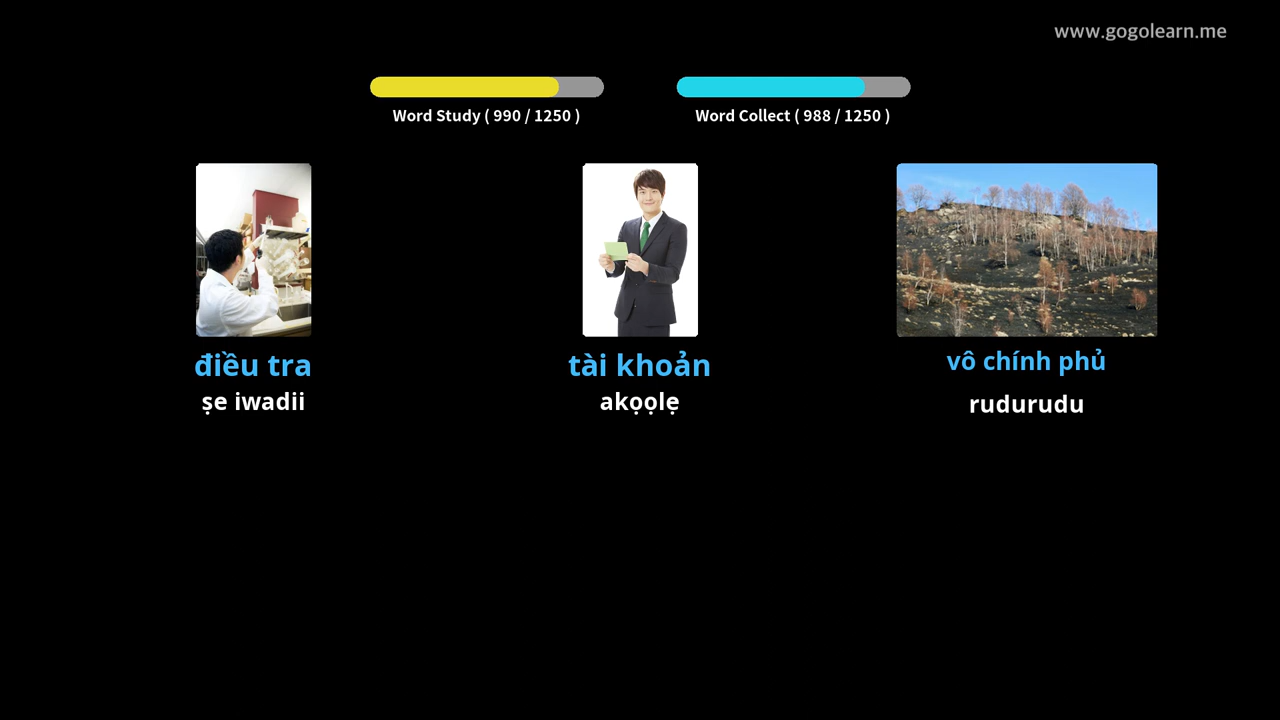 www.gogolearn.me
Word Study ( 990 / 1250 )
Word Collect ( 988 / 1250 )
điều tra
ṣe iwadii
tài khoản
akọọlẹ
vô chính phủ
rudurudu